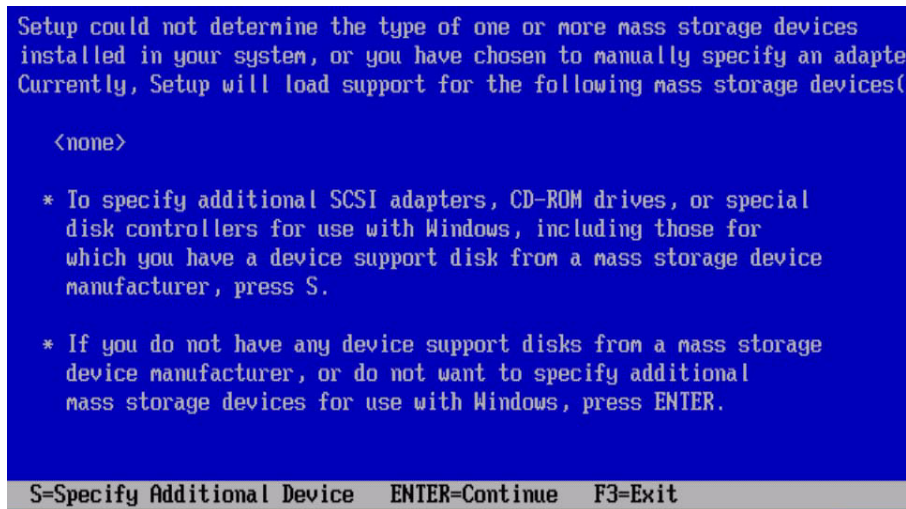 Setup could not determine the type of one or more mass storage devices
installed in your system, or you have chosen to manually specify an adapte
Currently, Setup will load support for the following mass storage devices(
<none>
* To specify additional SCSI adapters, CD-ROM drives, or special
disk controllers for use with Windows, including those for
which you have a device support disk from a mass storage device
manufacturer, press S.
* If you do not have any device support disks from a mass storage
device manufacturer, or do not want to specify additional
mass storage devices for use with Windows, press ENTER.
S=Specify Additional Device ENTER=Continue F3=Exit